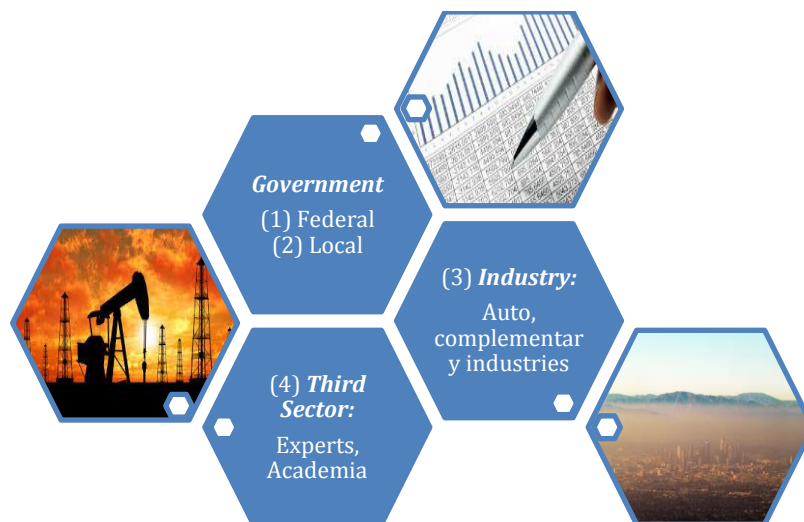 Government
(1) Federal
(2) Local
(3) Industry:
Auto,
complementar
y industries
(4) Third
Sector:
Experts,
Academia